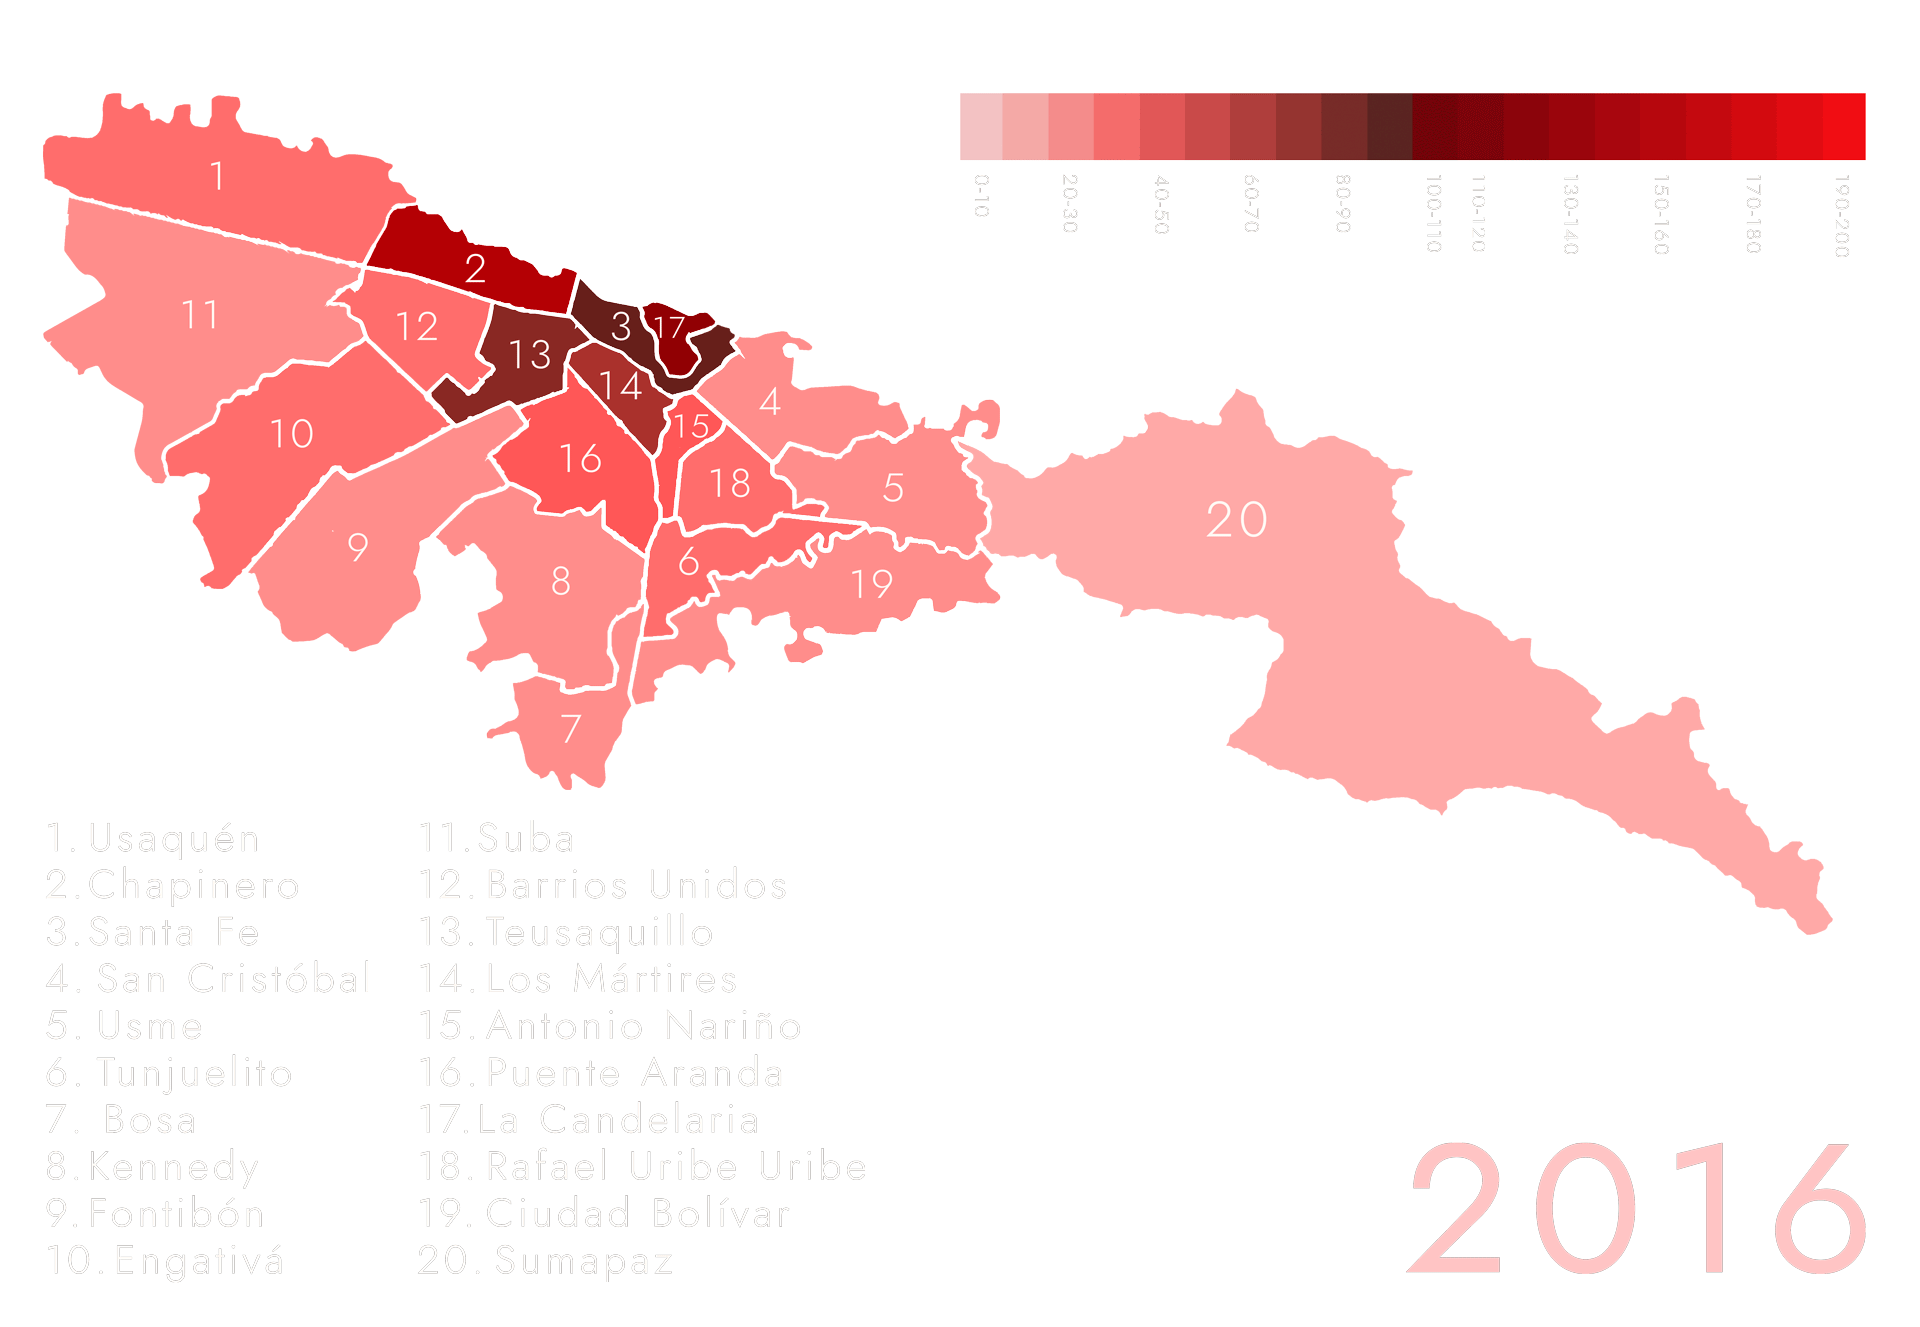 0-10
20-30
40-50
60-70
80-90
100-110
110-120
130-140
150-160
170-180
190-200
1
2
3
17
11
12
13
14
4
10
15
16
18
5
20
9
6
8
19
7
1. Usaquén
2. Chapinero
3. Santa Fe
4. San Cristóbal
5. Usme
6. Tunjuelito
7. Bosa
8. Kennedy
9. Fontibón
10. Engativá
11. Suba
12. Barrios Unidos
13. Teusaquillo
14. Los Mártires
15. Antonio Nariño
16. Puente Aranda
17. La Candelaria
18. Rafael Uribe Uribe
19. Ciudad Bolívar
20. Sumapaz
2016